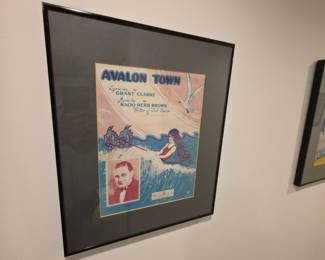 AVALON TOWN
Lyric by
GRANT CLARKE
Music by
NACIO HERB BROWN